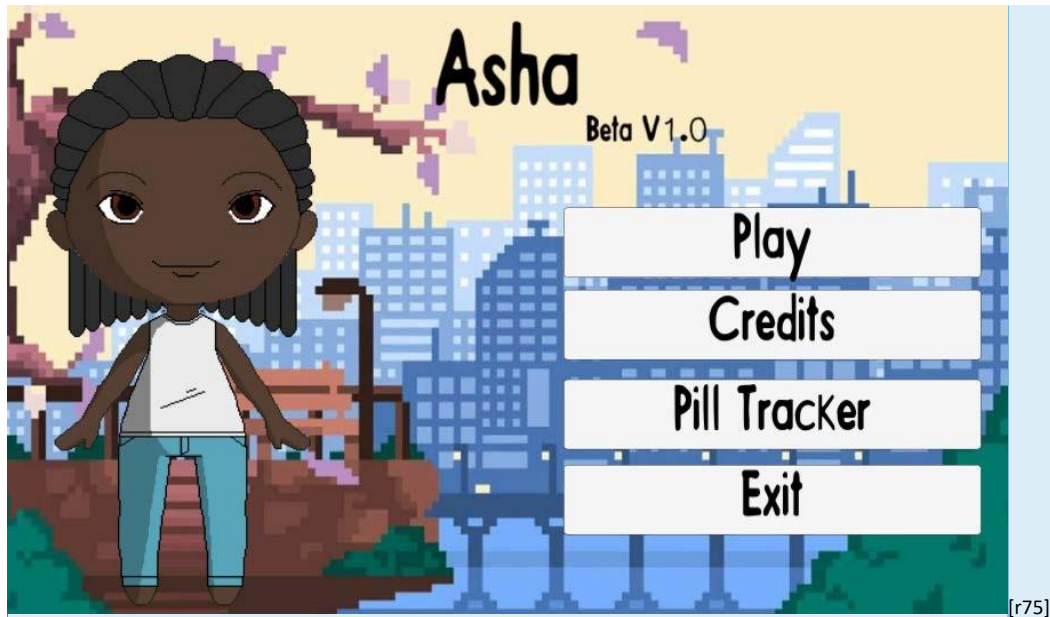 Asha
Beta V1.0
Play
Credits
Pill Tracker
Exit
[r75]